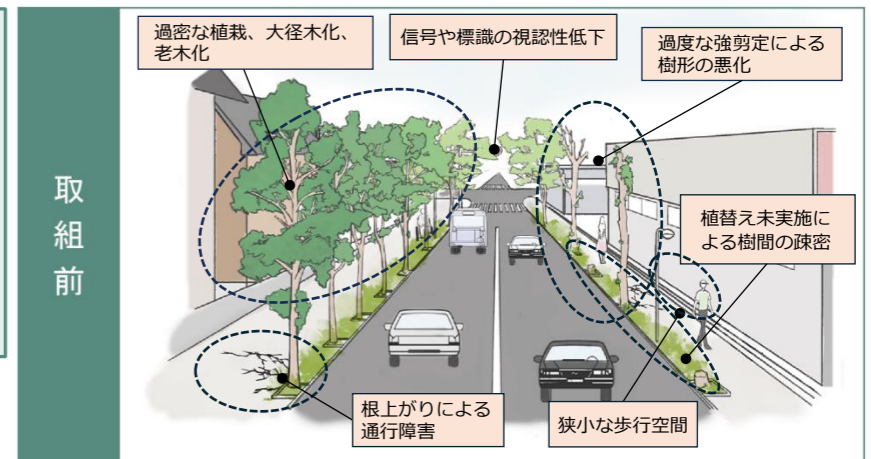 取
組
前
過密な植栽、大径木化、
老木化
信号や標識の視認性低下
過度な強剪定による
樹形の悪化
植替え未実施に
よる樹間の疎密
根上がりによる
通行障害
狭小な歩行空間